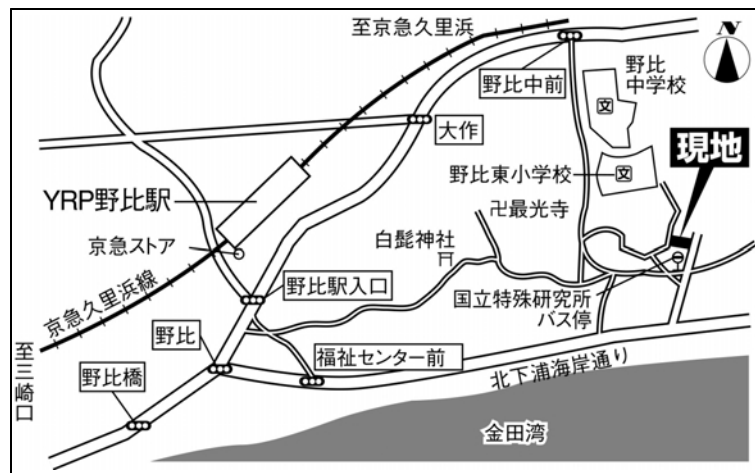 至京急久里浜
N
野比
中学校
文
野比中前
大作
現地
野比東小学校
文
YRP野比駅
卍最光寺
白髭神社
京急ストア
京急久里浜線
野比駅入口
国立特殊研究所
バス停
野比
福祉センター前
北下浦海岸通り
至三崎口
野比橋
金田湾